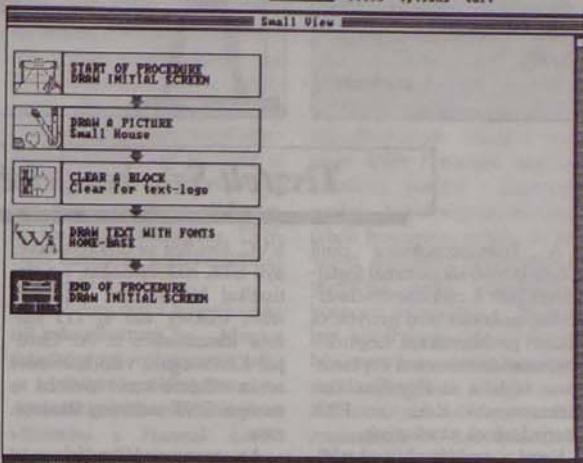 Small View
START OF PROCEDURE
DRAW INITIAL SCREEN
DRAW A PICTURE
Small House
CLEAR A BLOCK
Clear for text-logo
DRAW TEXT WITH FONTS
HOME-BASE
END OF PROCEDURE
DRAW INITIAL SCREEN